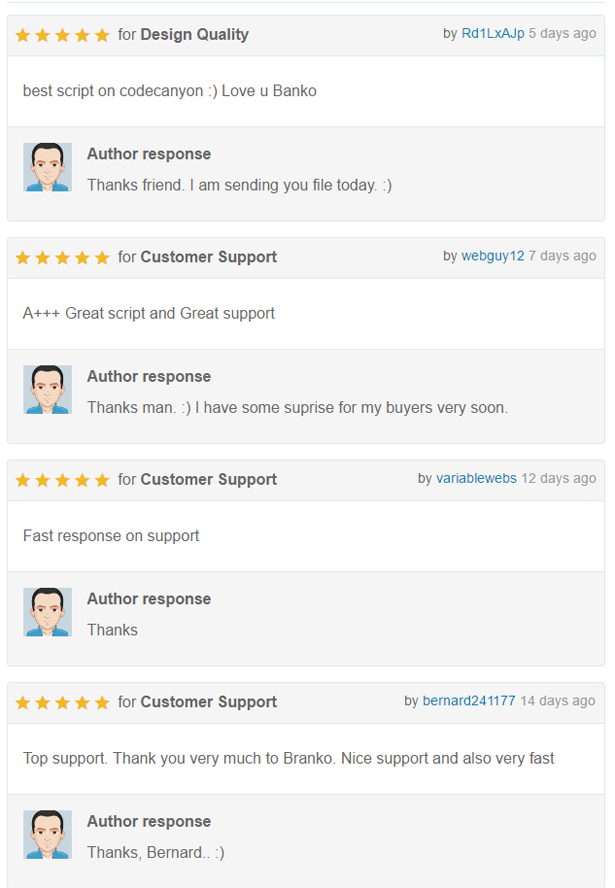 for Design Quality by Rd1LxAJp 5 days ago
best script on codecanyon :) Love u Banko
Author response
Thanks friend. I am sending you file today. :)
for Customer Support by webguy12 7 days ago
A+++ Great script and Great support
Author response
Thanks man. :) I have some suprise for my buyers very soon.
for Customer Support by variablewebs 12 days ago
Fast response on support
Author response
Thanks
for Customer Support by bernard241177 14 days ago
Top support. Thank you very much to Branko. Nice support and also very fast
Author response
Thanks, Bernard.. :)